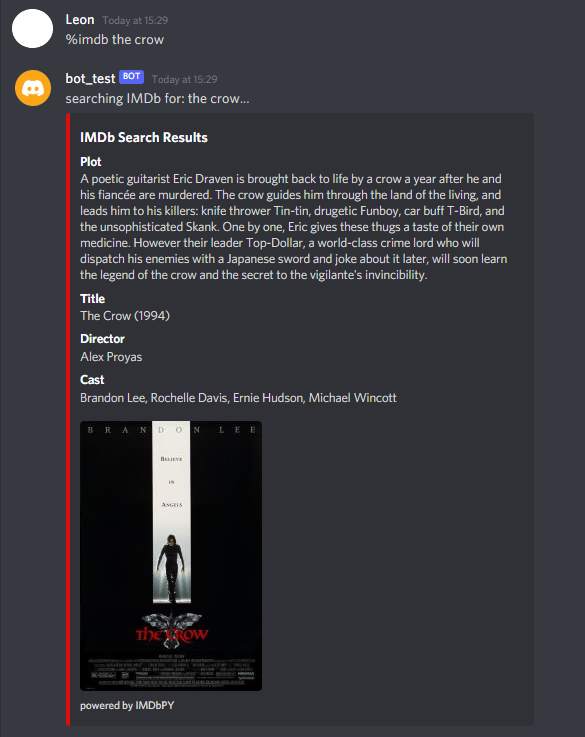 Leon Today at 15:29
%imdb the crow
bot_test BOT Today at 15:29
searching IMDb for: the crow...
IMDb Search Results
Plot
A poetic guitarist Eric Draven is brought back to life by a crow a year after he and
his fiancée are murdered. The crow guides him through the land of the living, and
leads him to his killers: knife thrower Tin-tin, drugetic Funboy, car buff T-Bird, and
the unsophisticated Skank. One by one, Eric gives these thugs a taste of their own
medicine. However their leader Top-Dollar, a world-class crime lord who will
dispatch his enemies with a Japanese sword and joke about it later, will soon learn
the legend of the crow and the secret to the vigilante's invincibility.
Title
The Crow (1994)
Director
Alex Proyas
Cast
Brandon Lee, Rochelle Davis, Ernie Hudson, Michael Wincott
BRANDON LEE
BELIEVE
IN
ANGELS
THE CROW
powered by IMDbPY